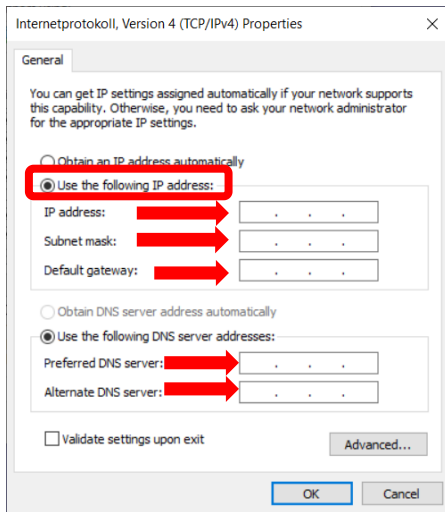 Internetprotokoll, Version 4 (TCP/IPv4) Properties
General
You can get IP settings assigned automatically if your network supports
this capability. Otherwise, you need to ask your network administrator
for the appropriate IP settings.
Obtain an IP address automatically
Use the following IP address:
IP address:
Subnet mask:
Default gateway:
Obtain DNS server address automatically
Use the following DNS server addresses:
Preferred DNS server:
Alternate DNS server:
Validate settings upon exit
Advanced...
OK
Cancel